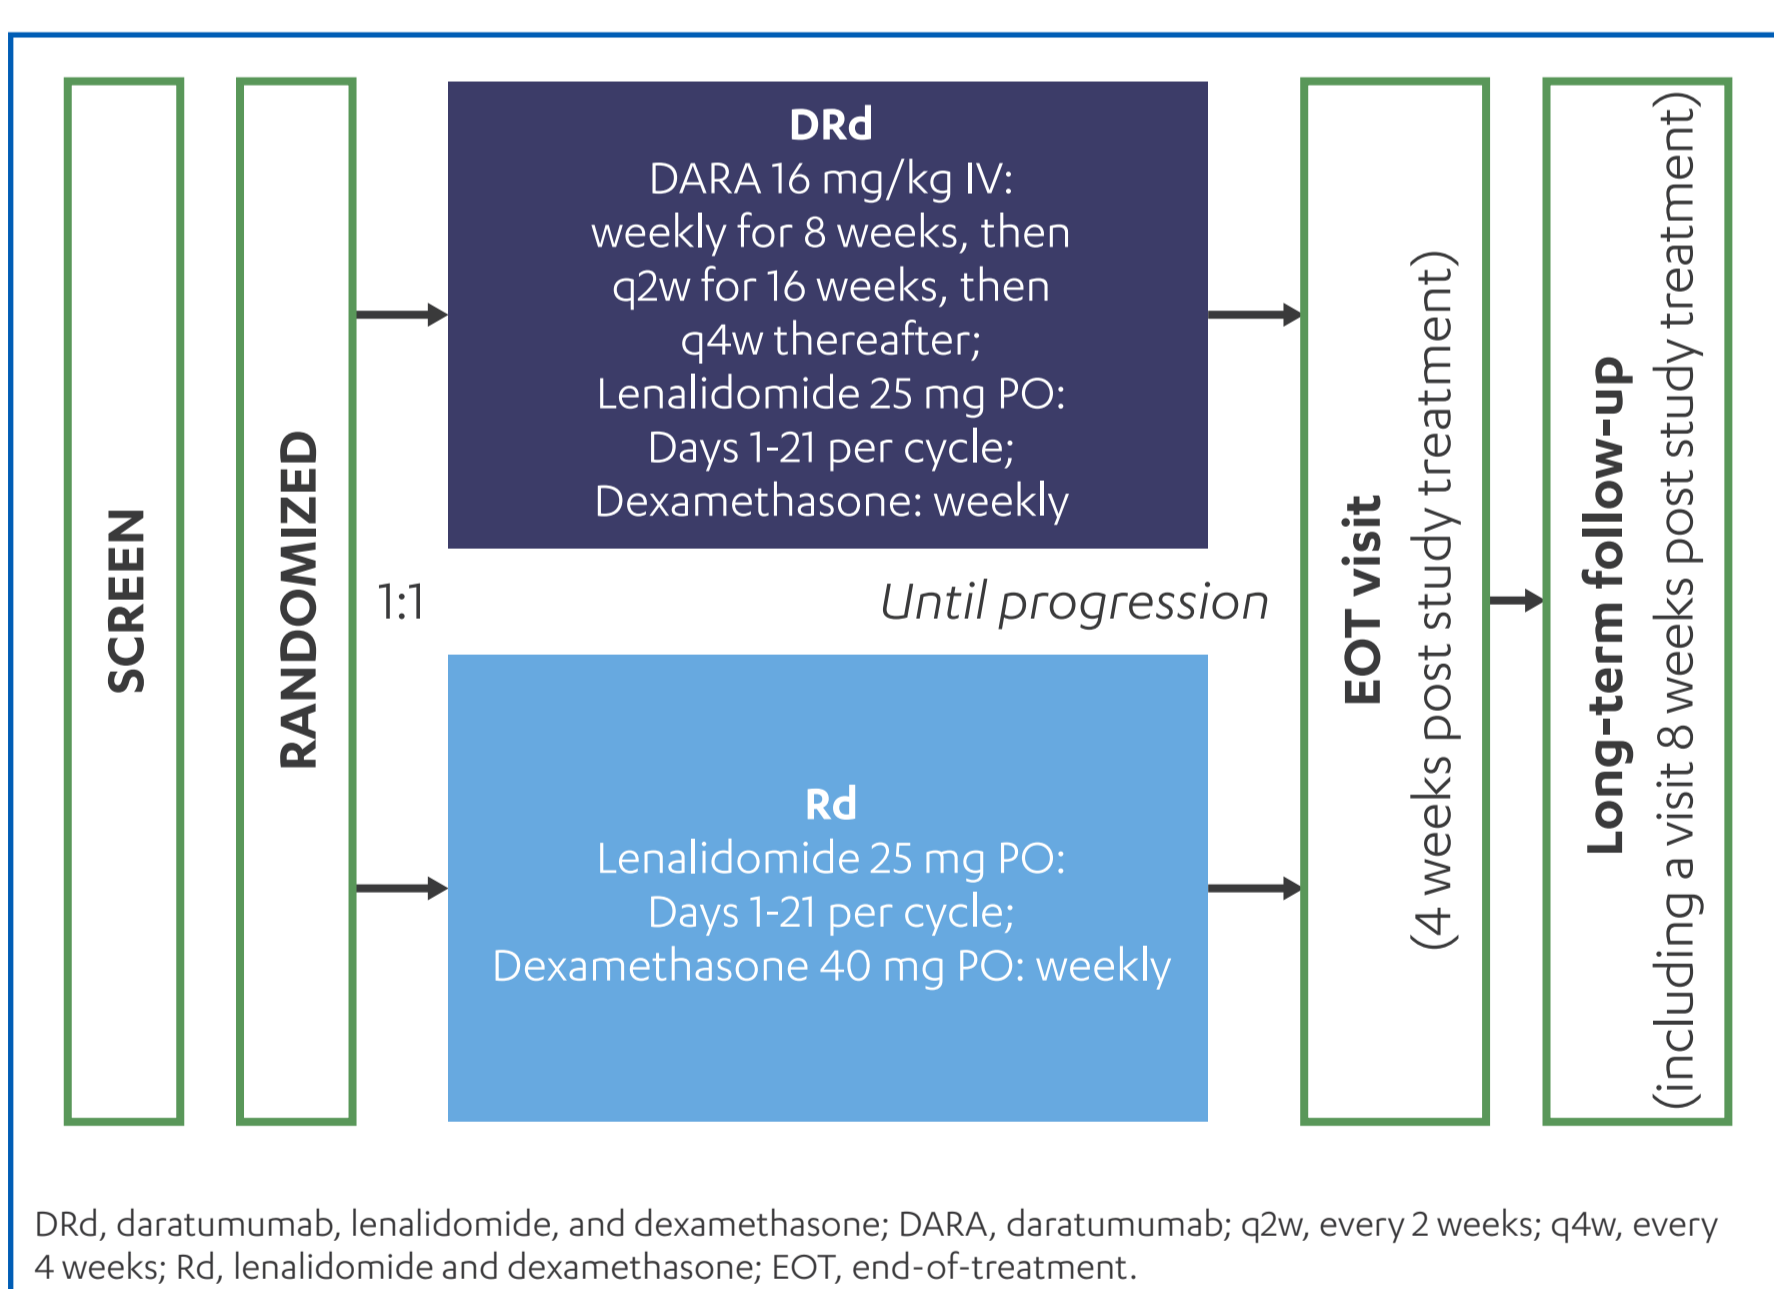 SCREEN
RANDOMIZED
1:1
DRd
DARA 16 mg/kg IV:
weekly for 8 weeks, then
q2w for 16 weeks, then
q4w thereafter;
Lenalidomide 25 mg PO:
Days 1-21 per cycle;
Dexamethasone: weekly
Until progression
Rd
Lenalidomide 25 mg PO:
Days 1-21 per cycle;
Dexamethasone 40 mg PO: weekly
EOT visit
(4 weeks post study treatment)
Long-term follow-up
(including a visit 8 weeks post study treatment)
DRd, daratumumab, lenalidomide, and dexamethasone; DARA, daratumumab; q2w, every 2 weeks; q4w, every
4 weeks; Rd, lenalidomide and dexamethasone; EOT, end-of-treatment.